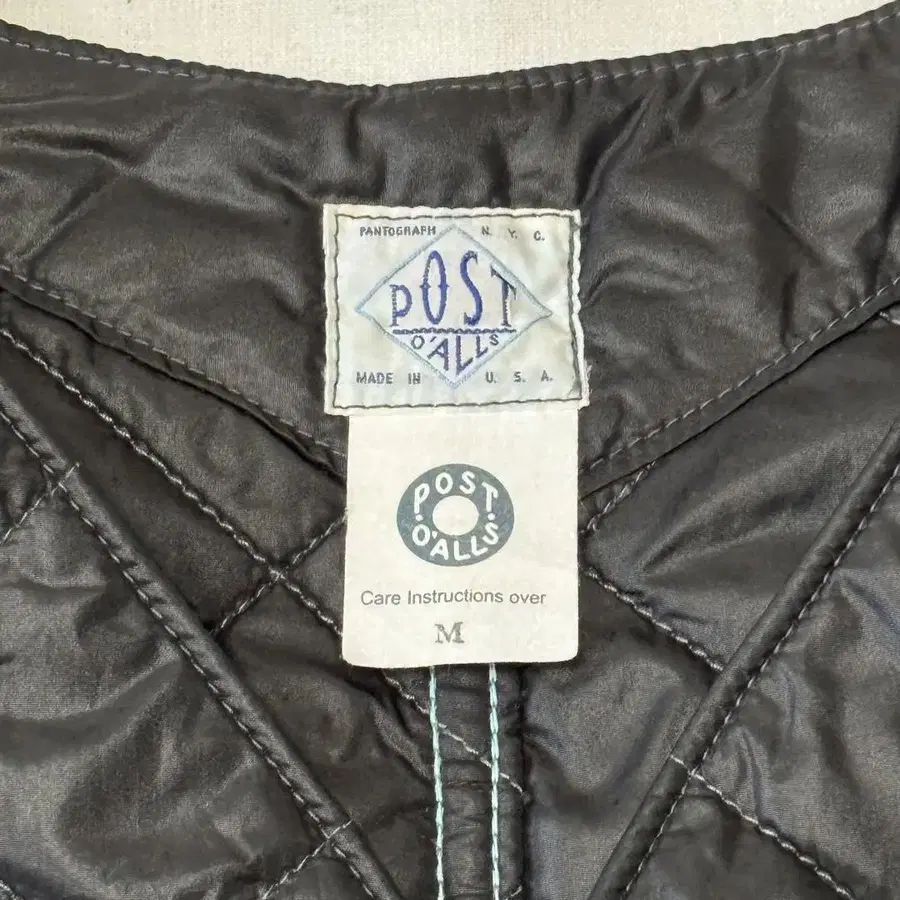 PANTOGRAPH N. Y. C.
POST
O'ALLS
MADE IN U. S. A.
POST
O'ALLS
Care Instructions over
M